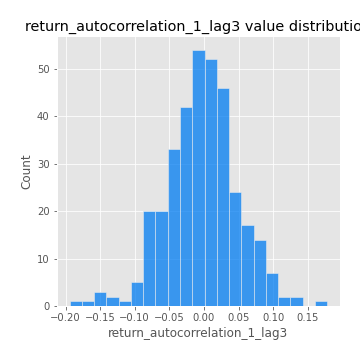 return_autocorrelation_1_lag3 value distributio
50
40
30
20
10
0
Count
−0.20 −0.15 −0.10 −0.05 0.00 0.05 0.10 0.15
return_autocorrelation_1_lag3